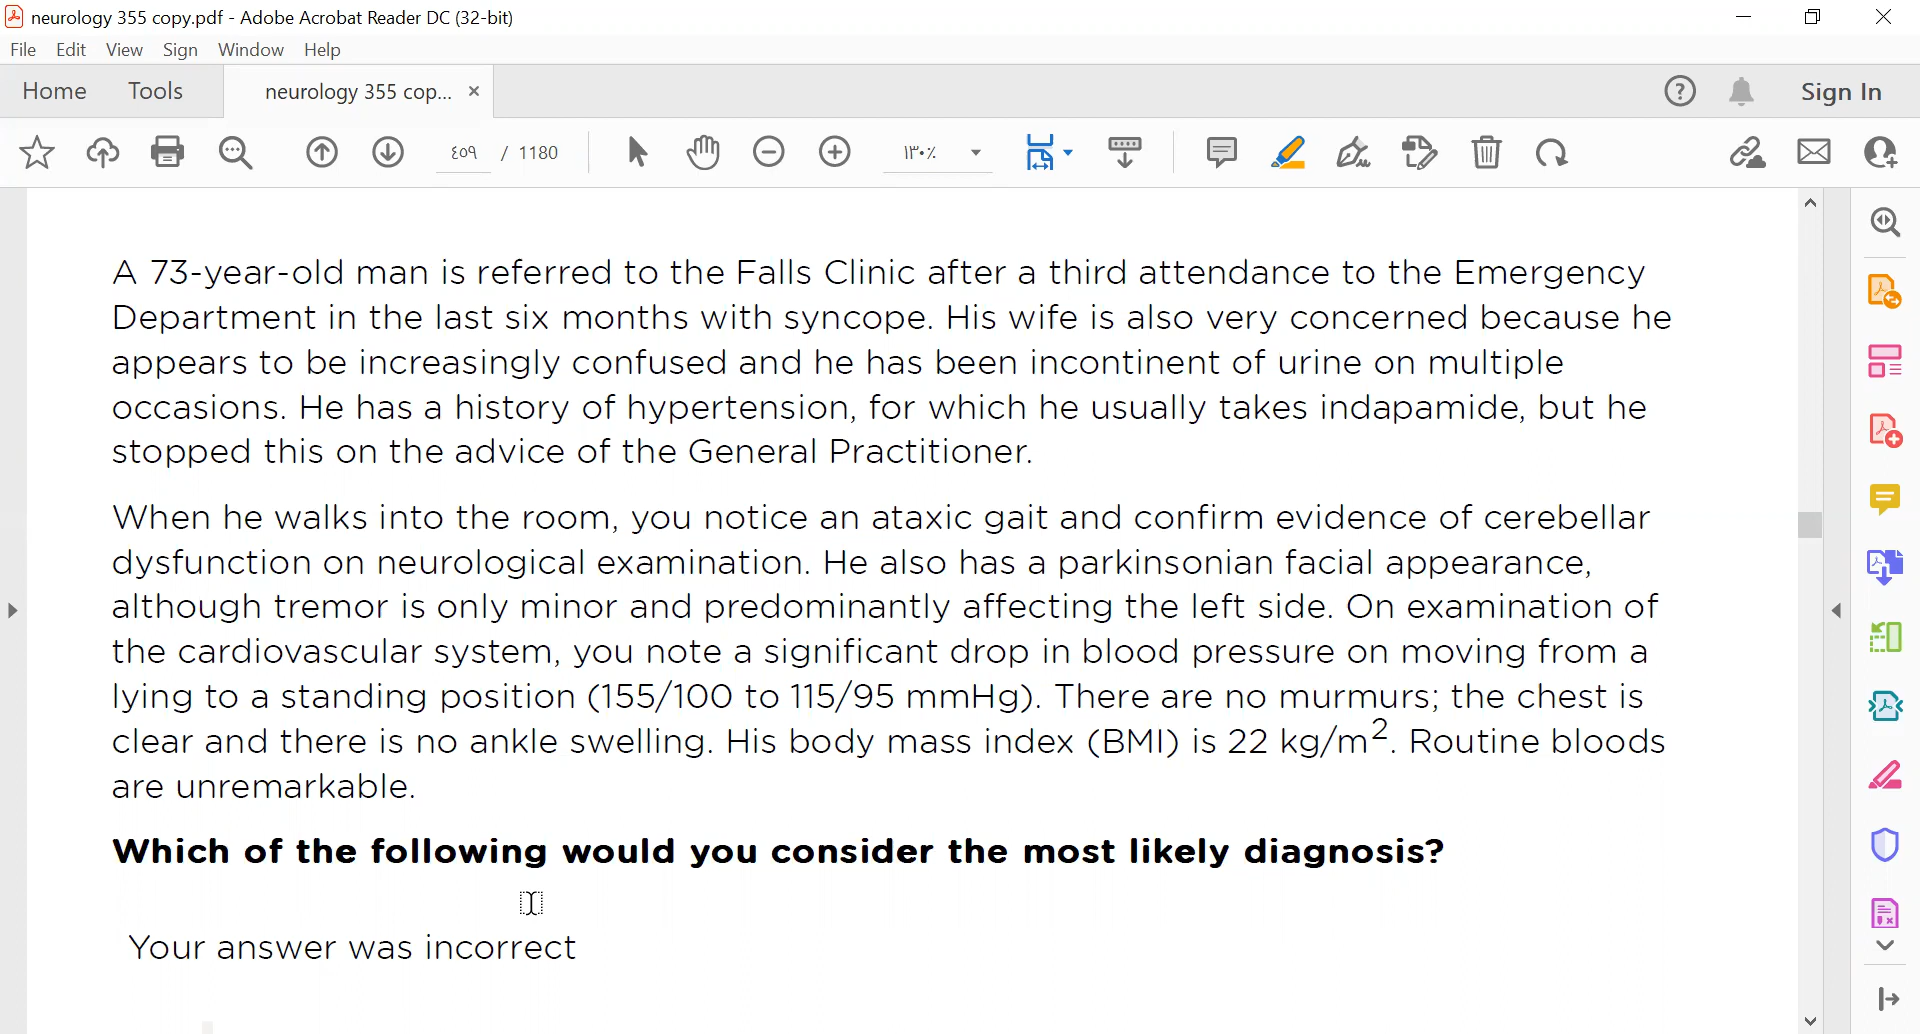 neurology 355 copy.pdf - Adobe Acrobat Reader DC (32-bit)
File Edit View Sign Window Help
Home Tools neurology 355 cop... × Sign In
٤٥٩ / 1180 ١٣٠٪
A 73-year-old man is referred to the Falls Clinic after a third attendance to the Emergency
Department in the last six months with syncope. His wife is also very concerned because he
appears to be increasingly confused and he has been incontinent of urine on multiple
occasions. He has a history of hypertension, for which he usually takes indapamide, but he
stopped this on the advice of the General Practitioner.
When he walks into the room, you notice an ataxic gait and confirm evidence of cerebellar
dysfunction on neurological examination. He also has a parkinsonian facial appearance,
although tremor is only minor and predominantly affecting the left side. On examination of
the cardiovascular system, you note a significant drop in blood pressure on moving from a
lying to a standing position (155/100 to 115/95 mmHg). There are no murmurs; the chest is
clear and there is no ankle swelling. His body mass index (BMI) is 22 kg/m². Routine bloods
are unremarkable.
Which of the following would you consider the most likely diagnosis?
Your answer was incorrect